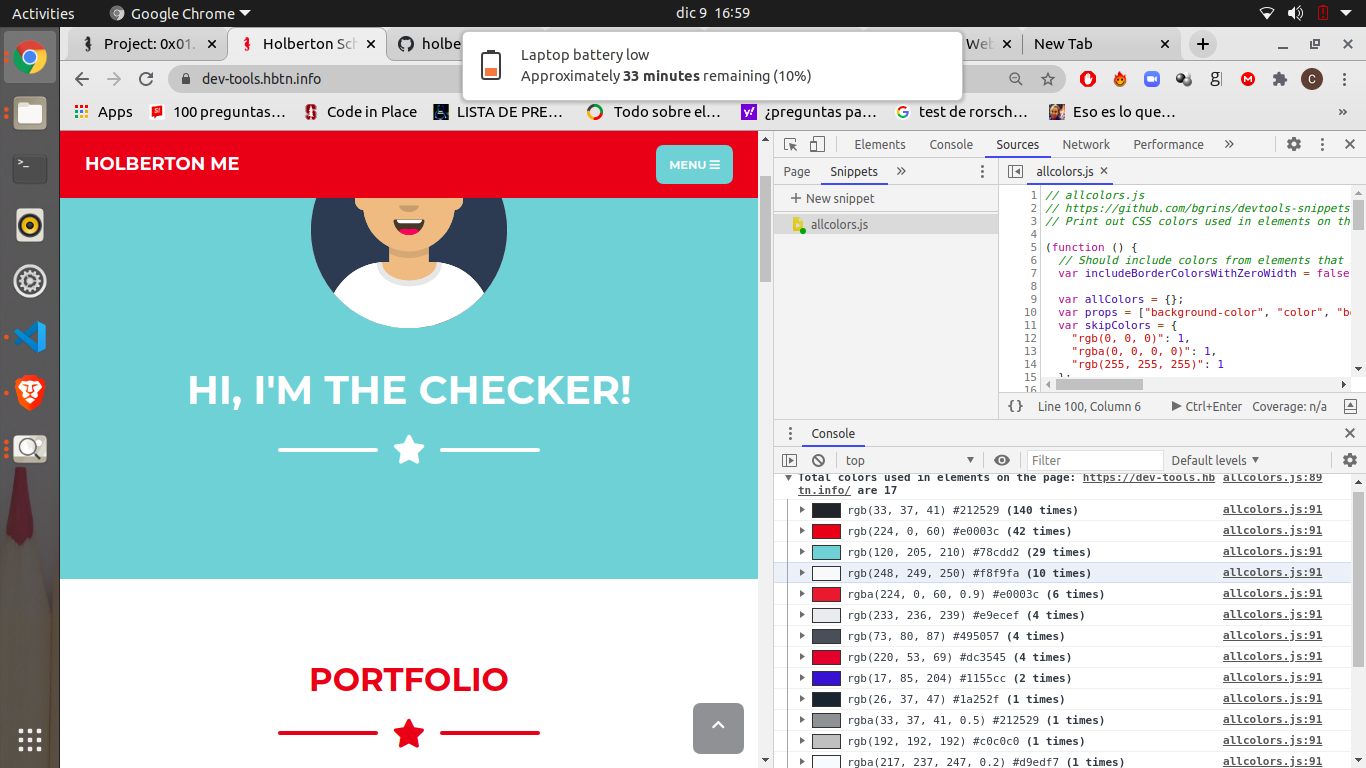 Activities
Google Chrome
dic 9 16:59
Project: 0x01.
Holberton Sch
holbe
Web
New Tab
Laptop battery low
Approximately 33 minutes remaining (10%)
dev-tools.hbtn.info
C
Apps
100 preguntas…
Code in Place
LISTA DE PRE…
Todo sobre el…
¿preguntas pa…
test de rorsch…
Eso es lo que…
»
HOLBERTON ME
MENU
HI, I'M THE CHECKER!
PORTFOLIO
Elements
Console
Sources
Network
Performance
»
Page
Snippets
»
+ New snippet
allcolors.js
allcolors.js
1 // allcolors.js
2 // https://github.com/bgrins/devtools-snippets
3 // Print out CSS colors used in elements on th
4
5 (function () {
6 // Should include colors from elements that
7 var includeBorderColorsWithZeroWidth = false
8
9 var allColors = {};
10 var props = ["background-color", "color", "bo
11 var skipColors = {
12 "rgb(0, 0, 0)": 1,
13 "rgba(0, 0, 0, 0)": 1,
14 "rgb(255, 255, 255)": 1
15 };
16
{} Line 100, Column 6
Ctrl+Enter
Coverage: n/a
Console
top
Filter
Default levels
Total colors used in elements on the page: https://dev-tools.hb allcolors.js:89
tn.info/ are 17
rgb(33, 37, 41) #212529 (140 times) allcolors.js:91
rgb(224, 0, 60) #e0003c (42 times) allcolors.js:91
rgb(120, 205, 210) #78cdd2 (29 times) allcolors.js:91
rgb(248, 249, 250) #f8f9fa (10 times) allcolors.js:91
rgba(224, 0, 60, 0.9) #e0003c (6 times) allcolors.js:91
rgb(233, 236, 239) #e9ecef (4 times) allcolors.js:91
rgb(73, 80, 87) #495057 (4 times) allcolors.js:91
rgb(220, 53, 69) #dc3545 (4 times) allcolors.js:91
rgb(17, 85, 204) #1155cc (2 times) allcolors.js:91
rgb(26, 37, 47) #1a252f (1 times) allcolors.js:91
rgba(33, 37, 41, 0.5) #212529 (1 times) allcolors.js:91
rgb(192, 192, 192) #c0c0c0 (1 times) allcolors.js:91
rgba(217, 237, 247, 0.2) #d9edf7 (1 times) allcolors.js:91